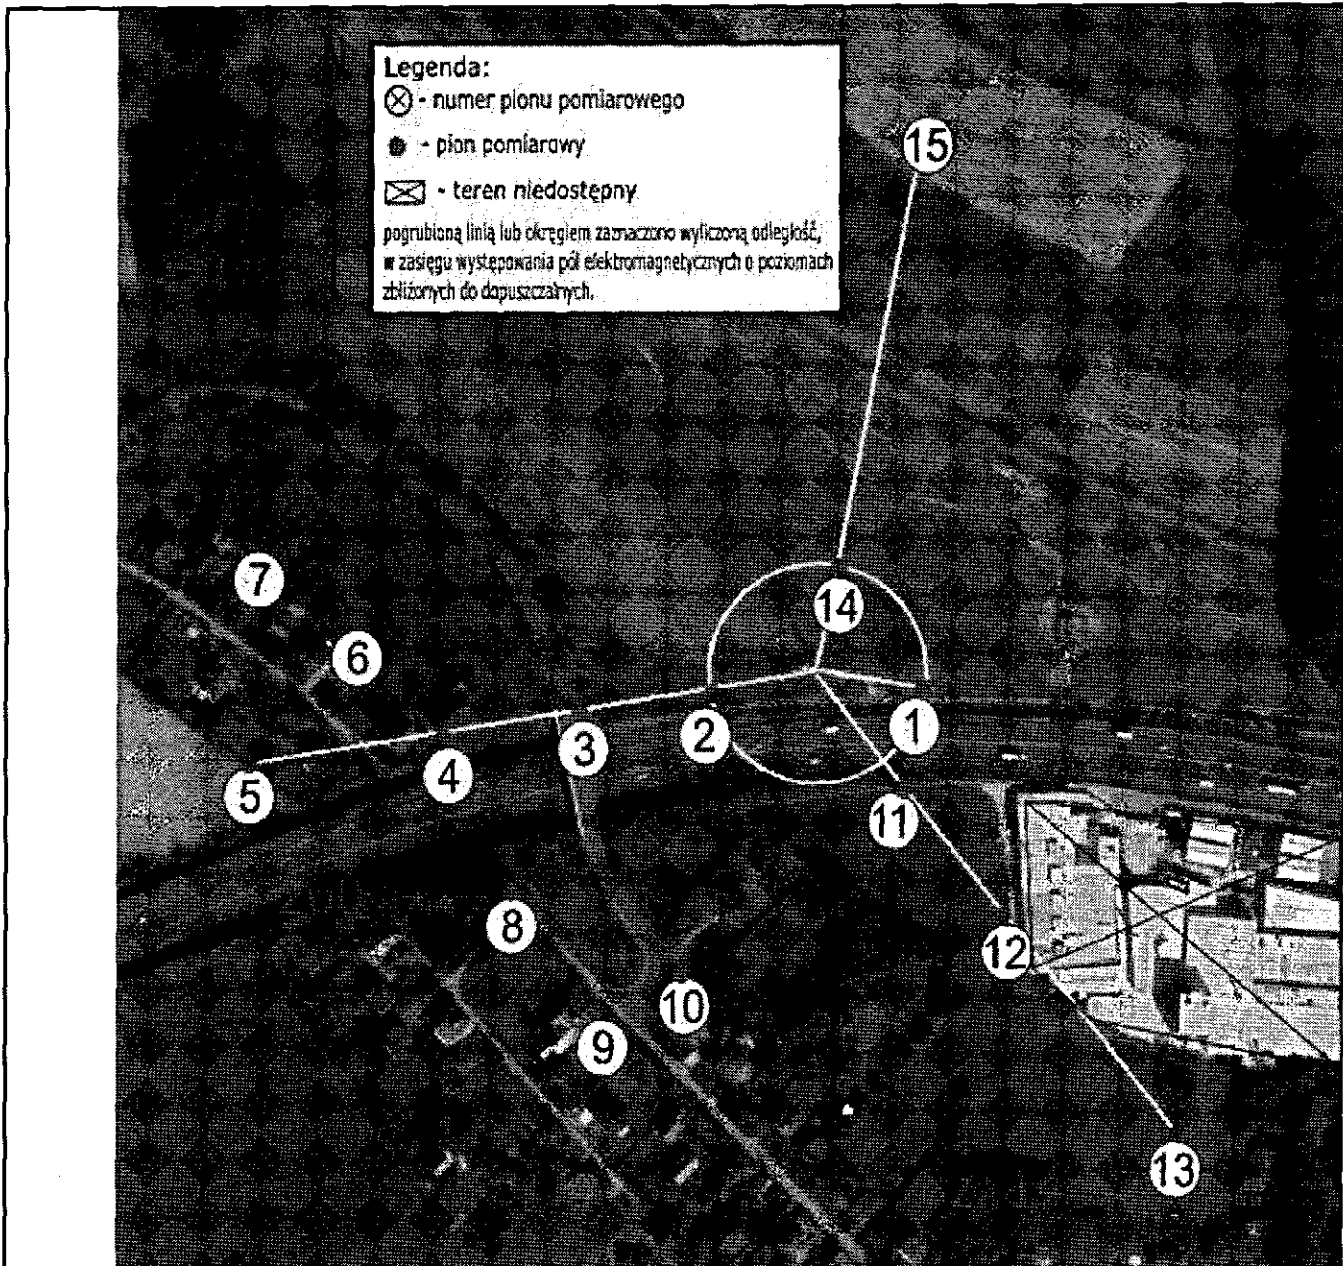 Legenda:
- numer pionu pomiarowego
- pion pomiarowy
- teren niedostępny
pogrubioną linią lub okręgiem zaznaczono wyliczoną odległość,
w zasięgu występowania pól elektromagnetycznych o poziomach
zbliżonych do dopuszczalnych.
15
7
14
6
1
2
3
4
5
11
8
12
10
9
13